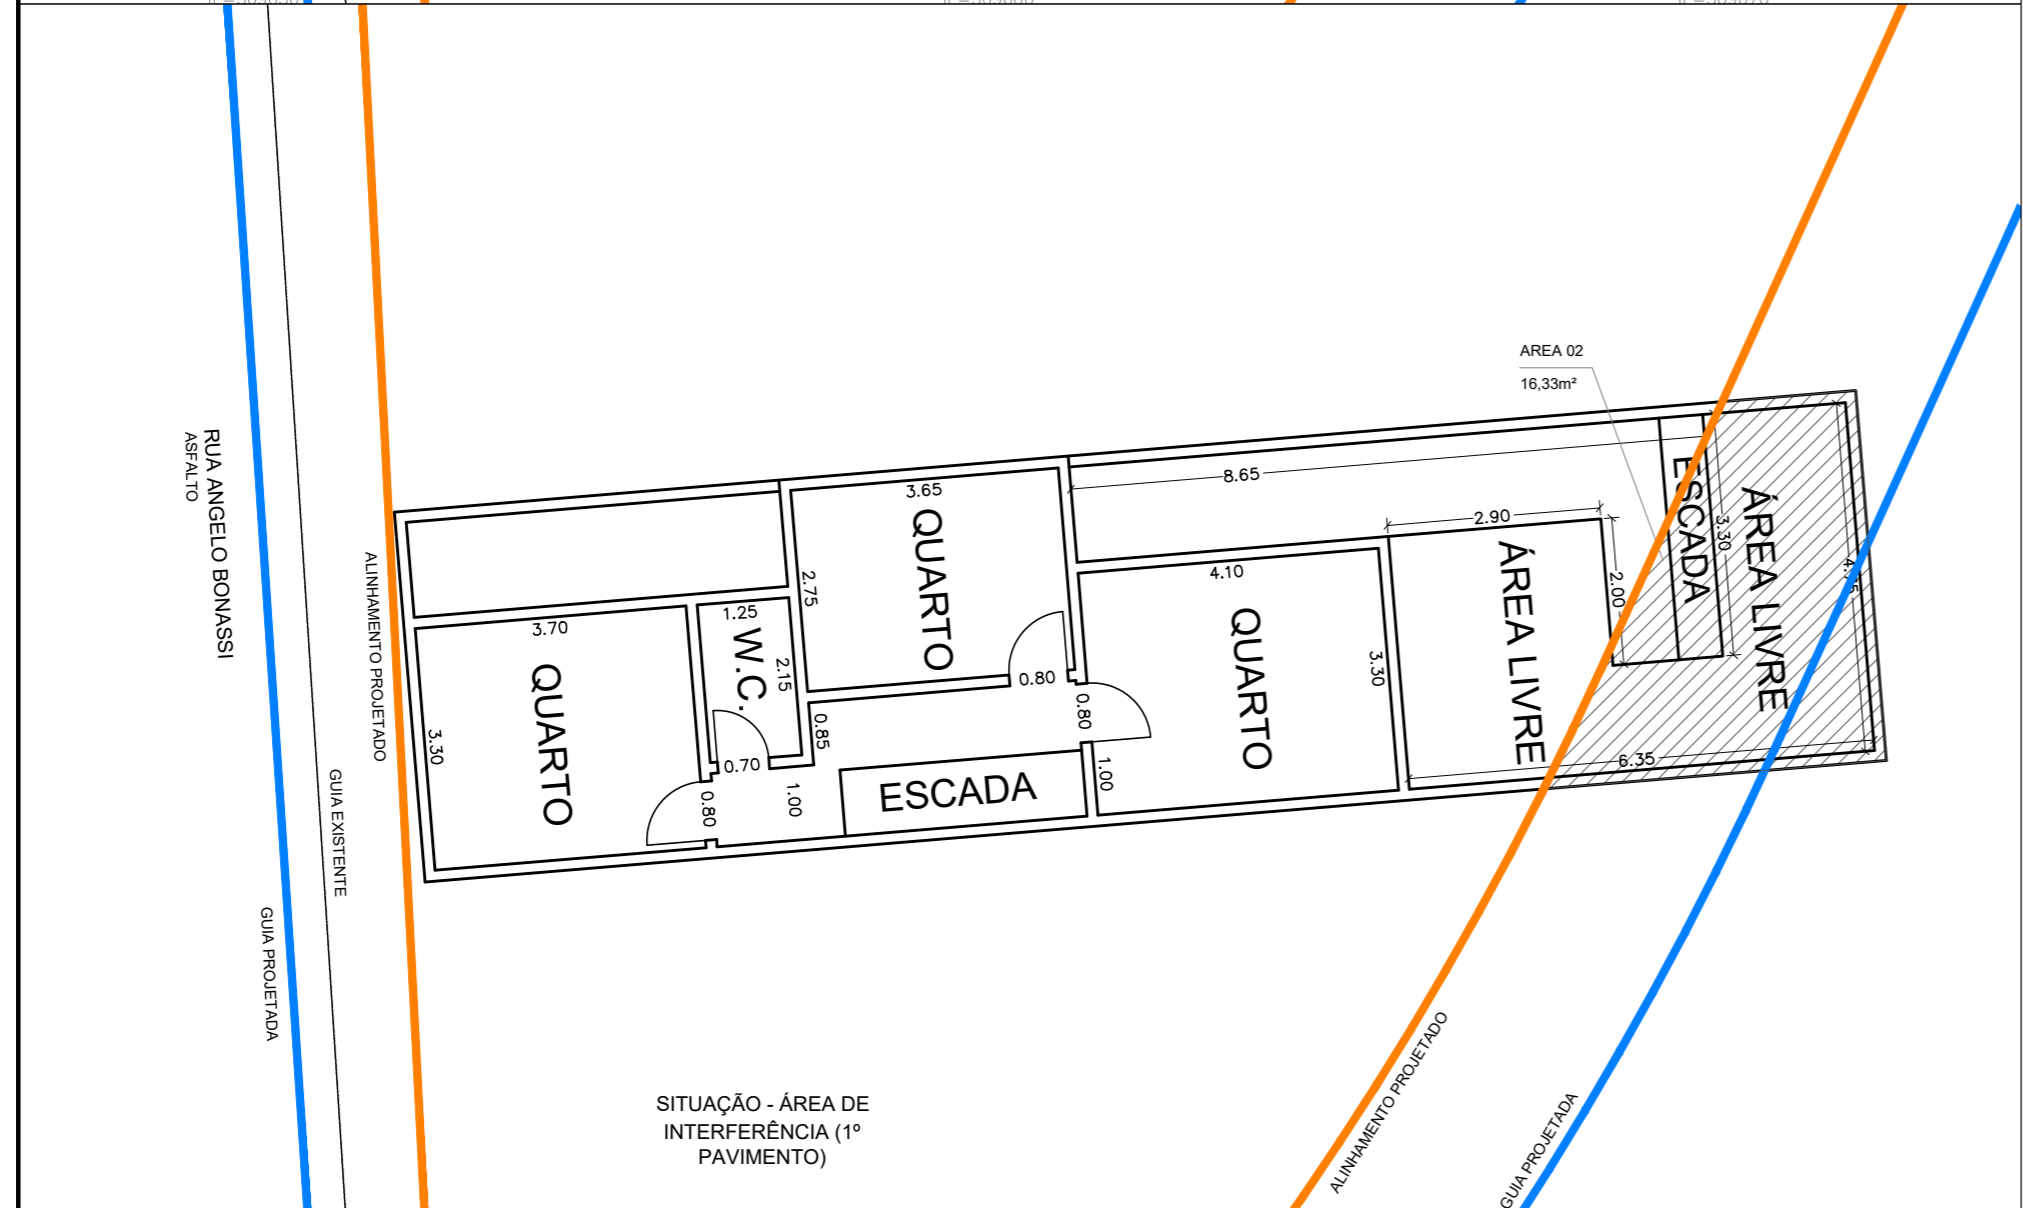 RUA ANGELO BONASSI
ASFALTO
GUIA PROJETADA
GUIA EXISTENTE
ALINHAMENTO PROJETADO
3.70
QUARTO
3.30
1.25
W.C.
2.15
0.70
0.80
0.85
1.00
3.65
QUARTO
2.75
0.80
0.80
1.00
ESCADA
8.65
4.10
QUARTO
3.30
2.90
ÁREA LIVRE
2.00
6.35
AREA 02
16,33m²
ESCADA
3.30
ÁREA LIVRE
ALINHAMENTO PROJETADO
GUIA PROJETADA
SITUAÇÃO - ÁREA DE
INTERFERÊNCIA (1º
PAVIMENTO)